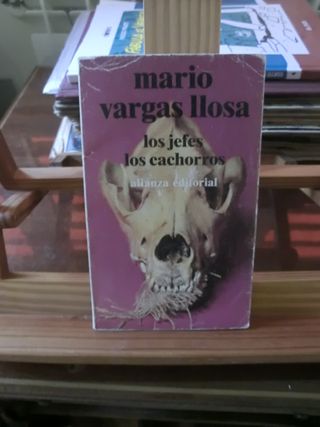 mario
vargas llosa
los jefes
los cachorros
alianza editorial